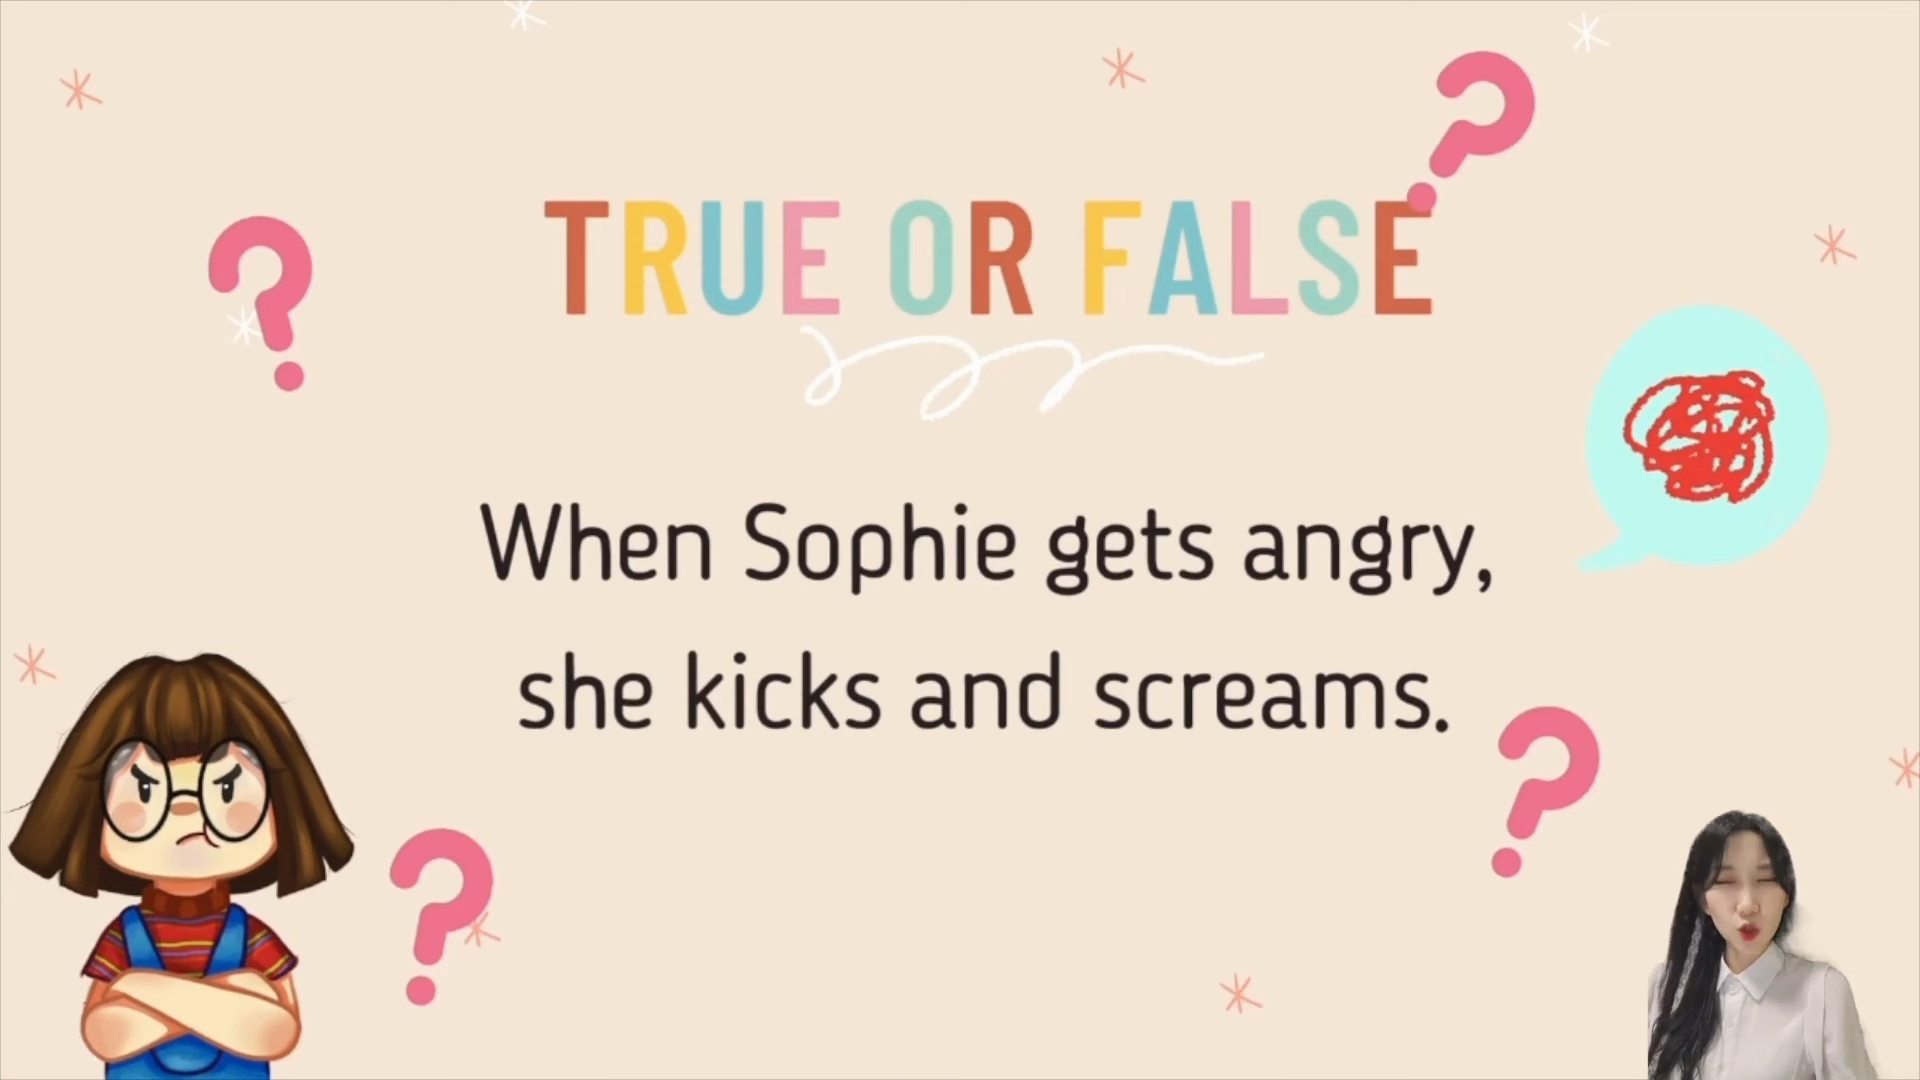 TRUE OR FALSE
When Sophie gets angry,
she kicks and screams.